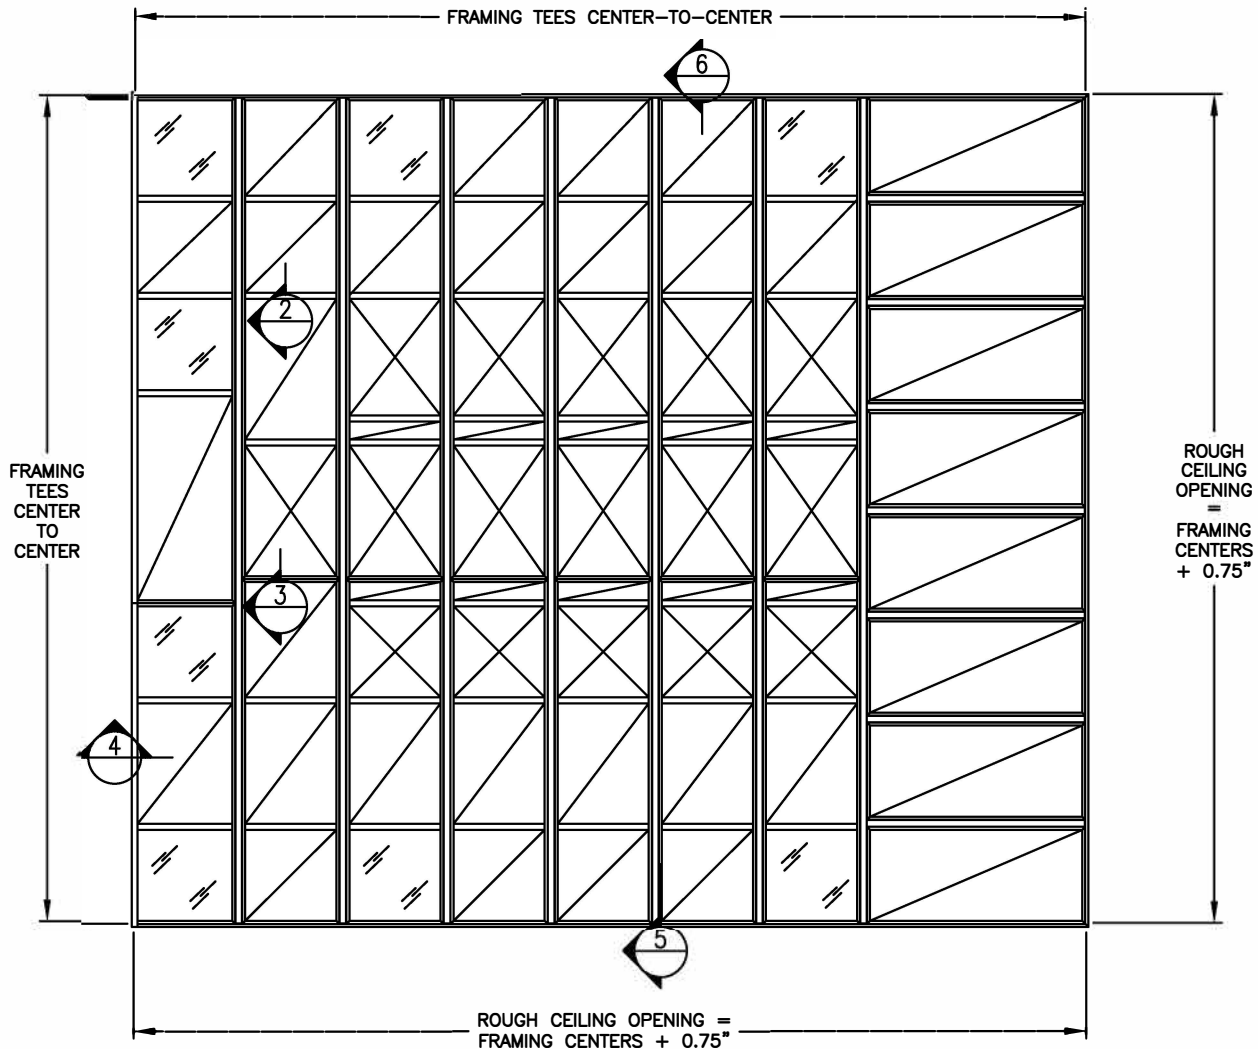 FRAMING TEES CENTER-TO-CENTER
6
2
FRAMING
TEES
CENTER
TO
CENTER
ROUGH
CEILING
OPENING
=
FRAMING
CENTERS
+ 0.75"
3
4
5
ROUGH CEILING OPENING =
FRAMING CENTERS + 0.75"